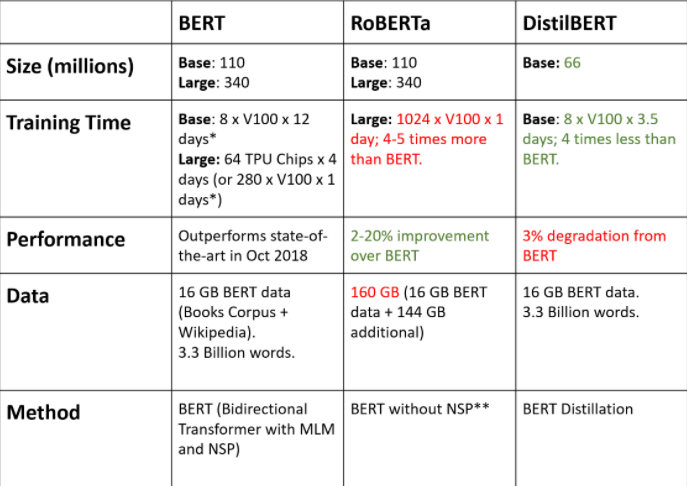 BERT RoBERTa DistilBERT
Size (millions)
Base: 110
Large: 340
Base: 110
Large: 340
Base: 66
Training Time
Base: 8 x V100 x 12
days*
Large: 64 TPU Chips x 4
days (or 280 x V100 x 1
days*)
Large: 1024 x V100 x 1
day; 4-5 times more
than BERT.
Base: 8 x V100 x 3.5
days; 4 times less than
BERT.
Performance
Outperforms state-of-
the-art in Oct 2018
2-20% improvement
over BERT
3% degradation from
BERT
Data
16 GB BERT data
(Books Corpus +
Wikipedia).
3.3 Billion words.
160 GB (16 GB BERT
data + 144 GB
additional)
16 GB BERT data.
3.3 Billion words.
Method
BERT (Bidirectional
Transformer with MLM
and NSP)
BERT without NSP**
BERT Distillation